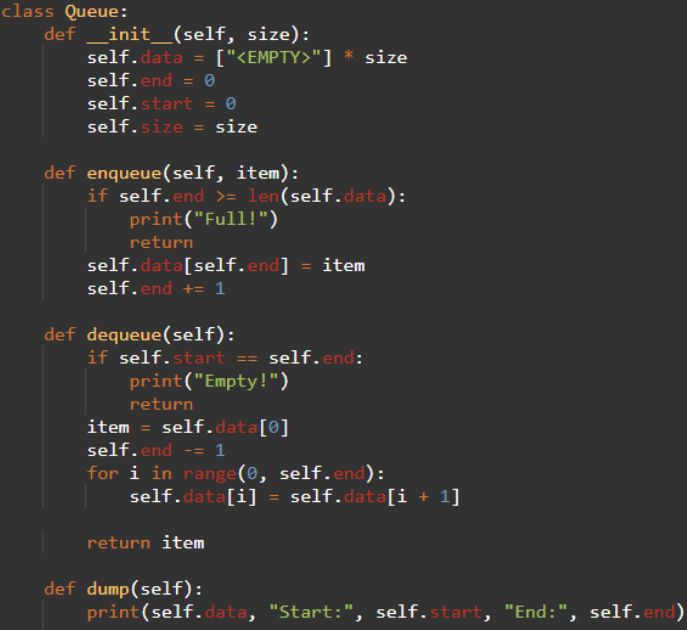 class Queue:
    def __init__(self, size):
        self.data = ["<EMPTY>"] * size
        self.end = 0
        self.start = 0
        self.size = size

    def enqueue(self, item):
        if self.end >= len(self.data):
            print("Full!")
            return
        self.data[self.end] = item
        self.end += 1

    def dequeue(self):
        if self.start == self.end:
            print("Empty!")
            return
        item = self.data[0]
        self.end -= 1
        for i in range(0, self.end):
            self.data[i] = self.data[i + 1]

        return item

    def dump(self):
        print(self.data, "Start:", self.start, "End:", self.end)